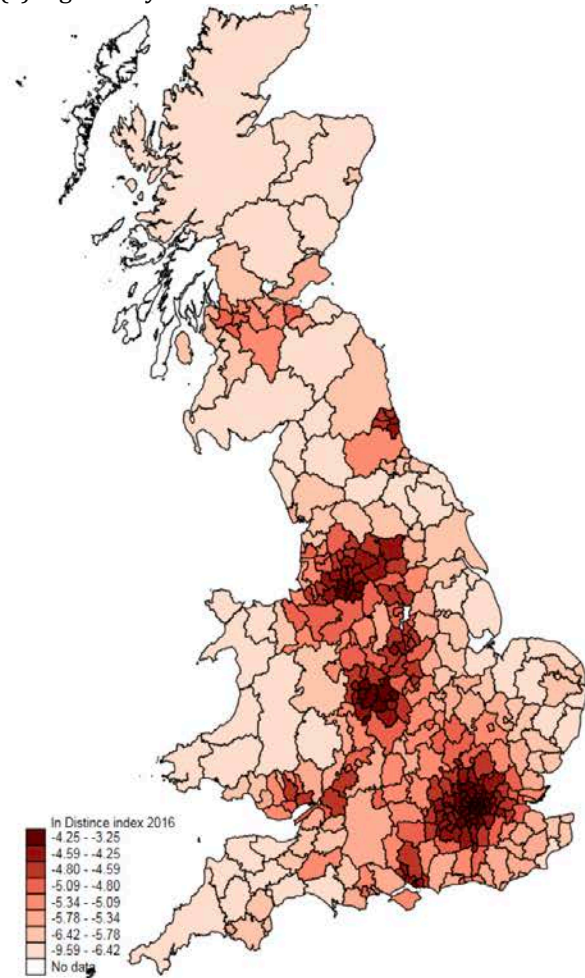 ln Distnce index 2016
-4.25 - -3.25
-4.59 - -4.25
-4.80 - -4.59
-5.09 - -4.80
-5.34 - -5.09
-5.78 - -5.34
-6.42 - -5.78
-9.59 - -6.42
No data